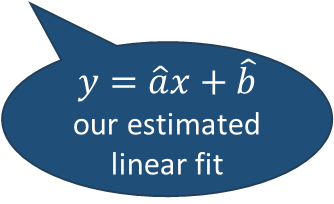 y = âx + b̂
our estimated
linear fit